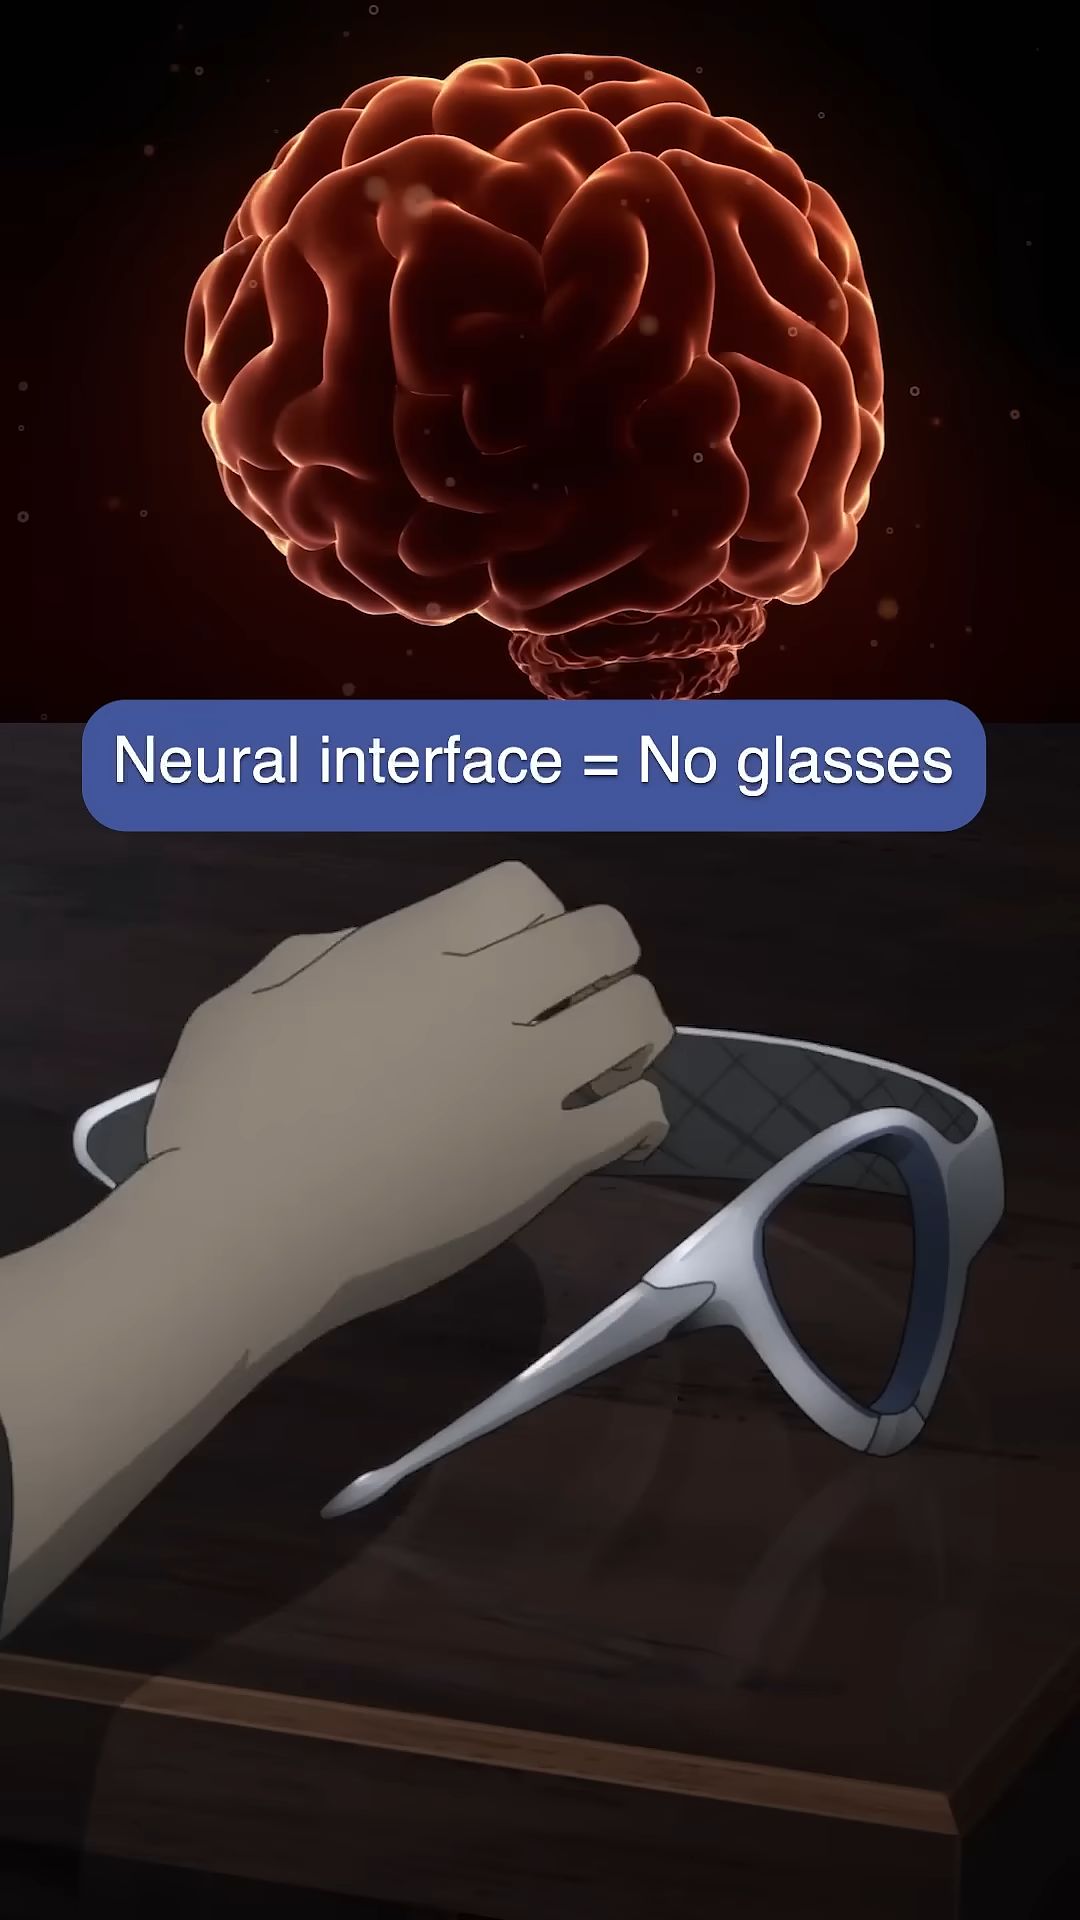 Neural interface = No glasses